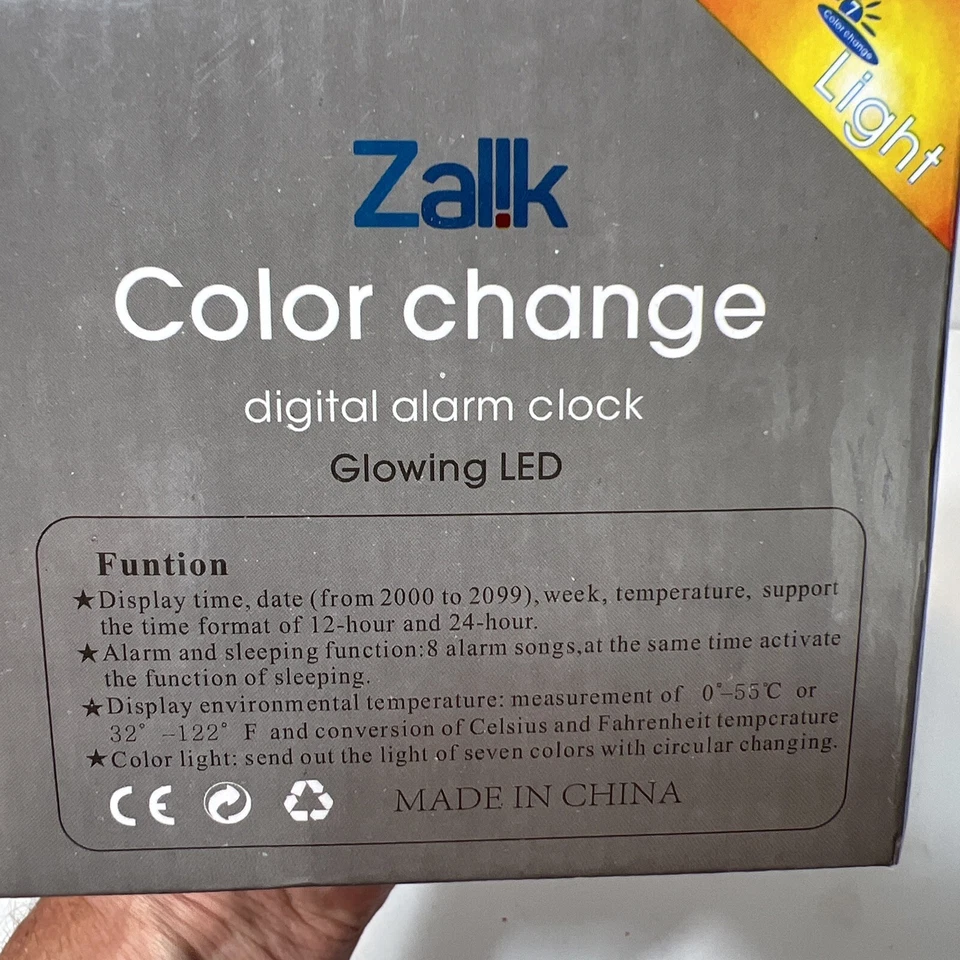 7
Color change
Light
Zalik
Color change
digital alarm clock
Glowing LED
Funtion
★Display time, date (from 2000 to 2099), week, temperature, support
the time format of 12-hour and 24-hour.
★Alarm and sleeping function:8 alarm songs,at the same time activate
the function of sleeping.
★Display environmental temperature: measurement of 0°–55℃ or
32° –122° F and conversion of Celsius and Fahrenheit temperature
★Color light: send out the light of seven colors with circular changing.
CE MADE IN CHINA